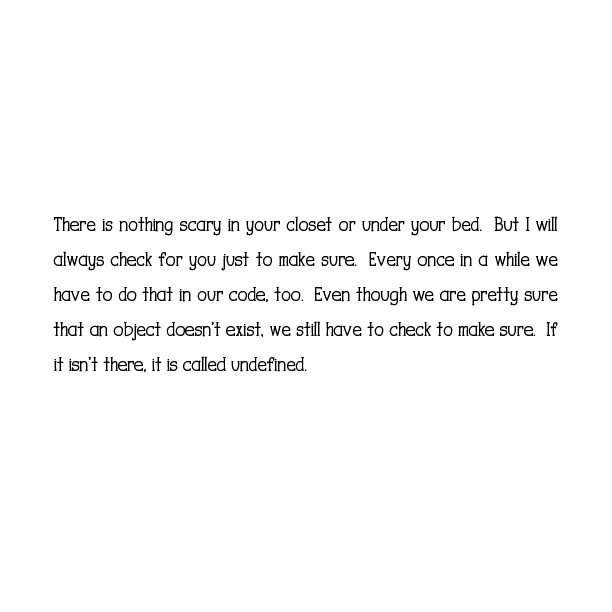 There is nothing scary in your closet or under your bed.  But I will
always check for you just to make sure.  Every once in a while we
have to do that in our code, too.  Even though we are pretty sure
that an object doesn't exist, we still have to check to make sure.  If
it isn't there, it is called undefined.